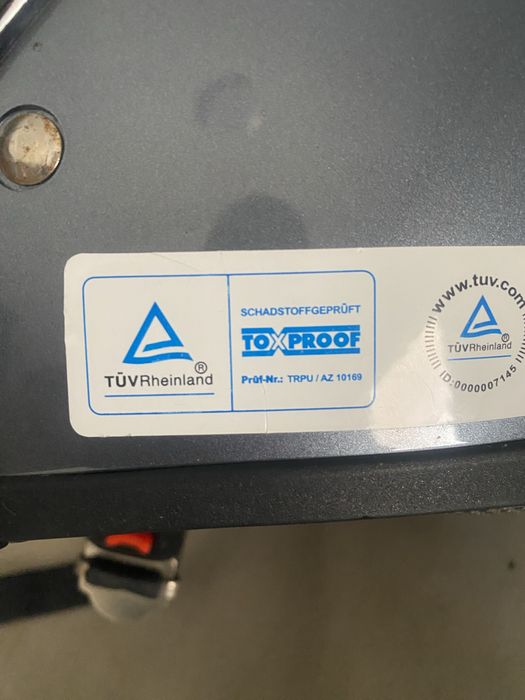 TÜVRheinland®
SCHADSTOFFGEPRÜFT
TOXPROOF
Prüf-Nr.: TRPU / AZ 10169
www.tuv.com
TÜVRheinland
ID:0000007145